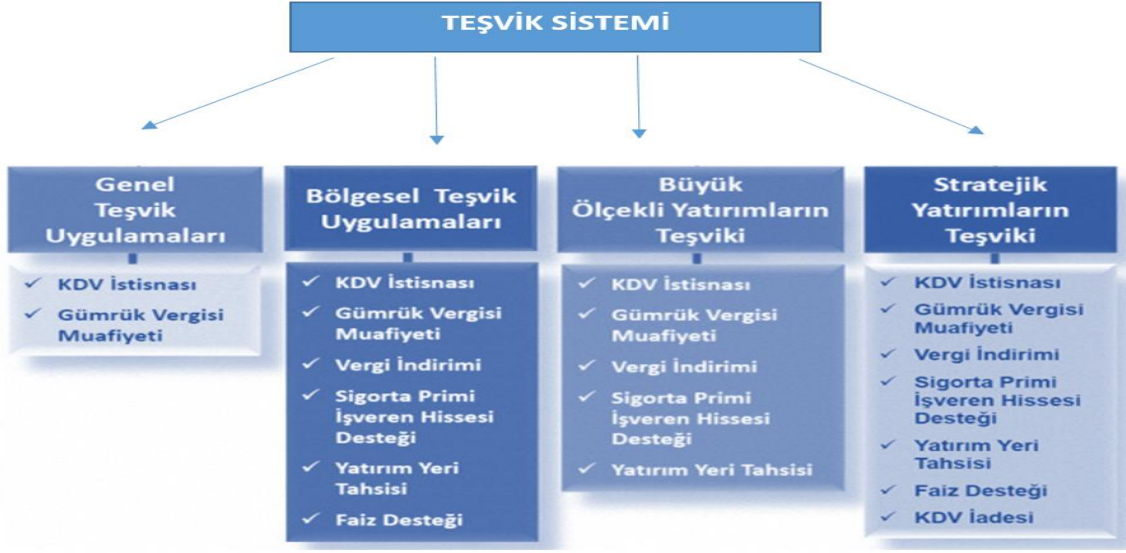 TEŞVİK SİSTEMİ
Genel
Teşvik
Uygulamaları
✓ KDV İstisnası
✓ Gümrük Vergisi
Muafiyeti
Bölgesel Teşvik
Uygulamaları
✓ KDV İstisnası
✓ Gümrük Vergisi
Muafiyeti
✓ Vergi İndirimi
✓ Sigorta Primi
İşveren Hissesi
Desteği
✓ Yatırım Yeri
Tahsisi
✓ Faiz Desteği
Büyük
Ölçekli Yatırımların
Teşviki
✓ KDV İstisnası
✓ Gümrük Vergisi
Muafiyeti
✓ Vergi İndirimi
✓ Sigorta Primi
İşveren Hissesi
Desteği
✓ Yatırım Yeri Tahsisi
Stratejik
Yatırımların
Teşviki
✓ KDV İstisnası
✓ Gümrük Vergisi
Muafiyeti
✓ Vergi İndirimi
✓ Sigorta Primi
İşveren Hissesi
Desteği
✓ Yatırım Yeri
Tahsisi
✓ Faiz Desteği
✓ KDV İadesi